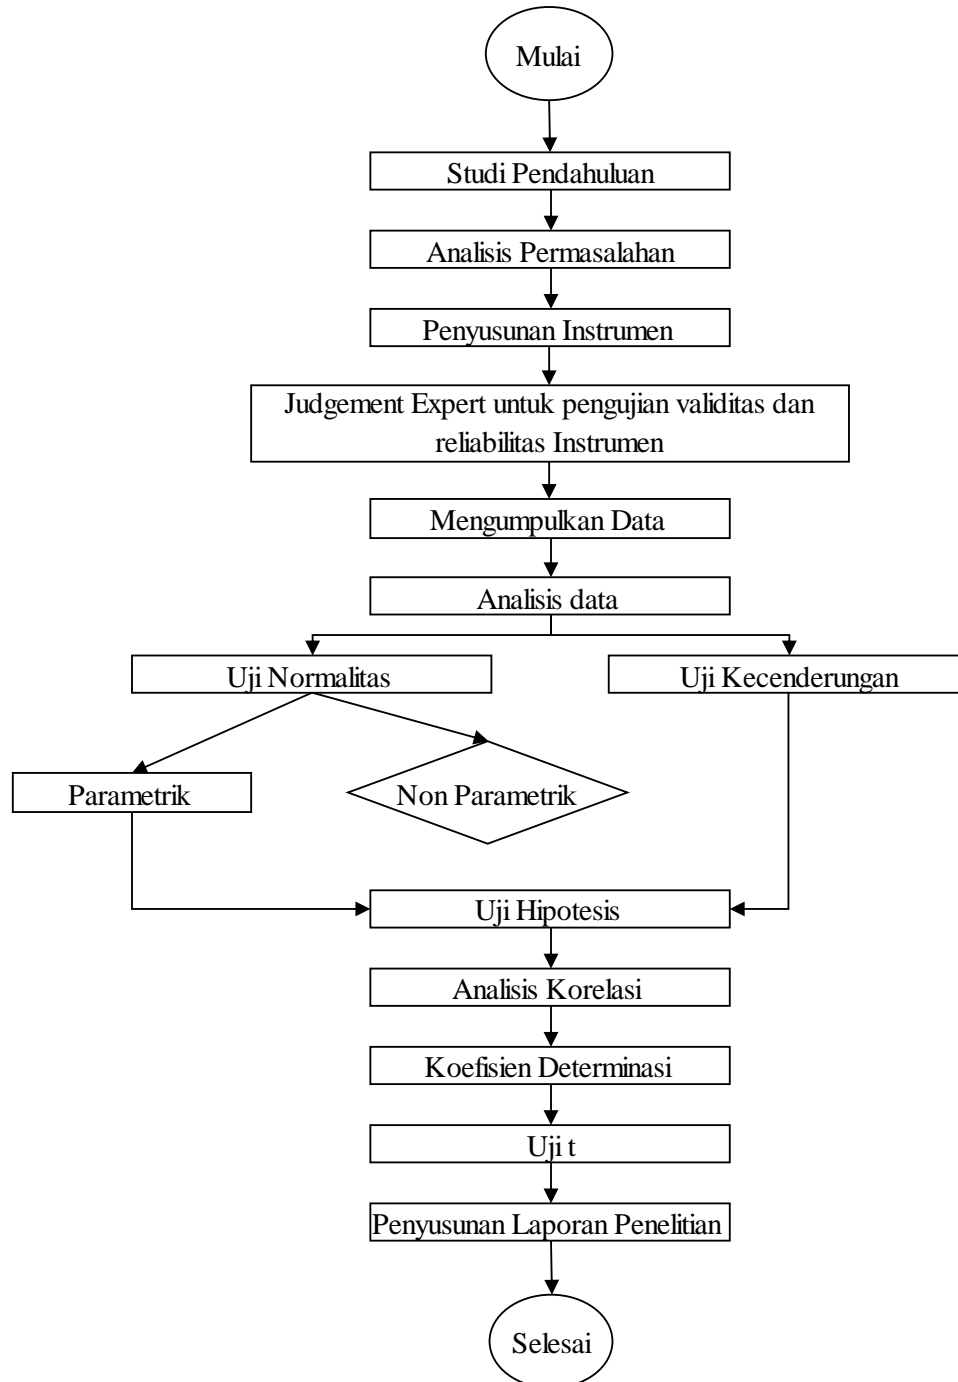 Mulai
Studi Pendahuluan
Analisis Permasalahan
Penyusunan Instrumen
Judgement Expert untuk pengujian validitas dan
reliabilitas Instrumen
Mengumpulkan Data
Analisis data
Uji Normalitas
Uji Kecenderungan
Parametrik
Non Parametrik
Uji Hipotesis
Analisis Korelasi
Koefisien Determinasi
Uji t
Penyusunan Laporan Penelitian
Selesai